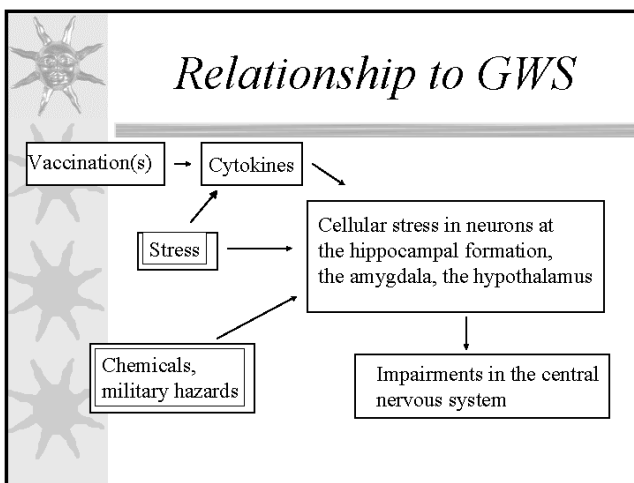 Relationship to GWS
Vaccination(s)
Cytokines
Stress
Cellular stress in neurons at
the hippocampal formation,
the amygdala, the hypothalamus
Chemicals,
military hazards
Impairments in the central
nervous system